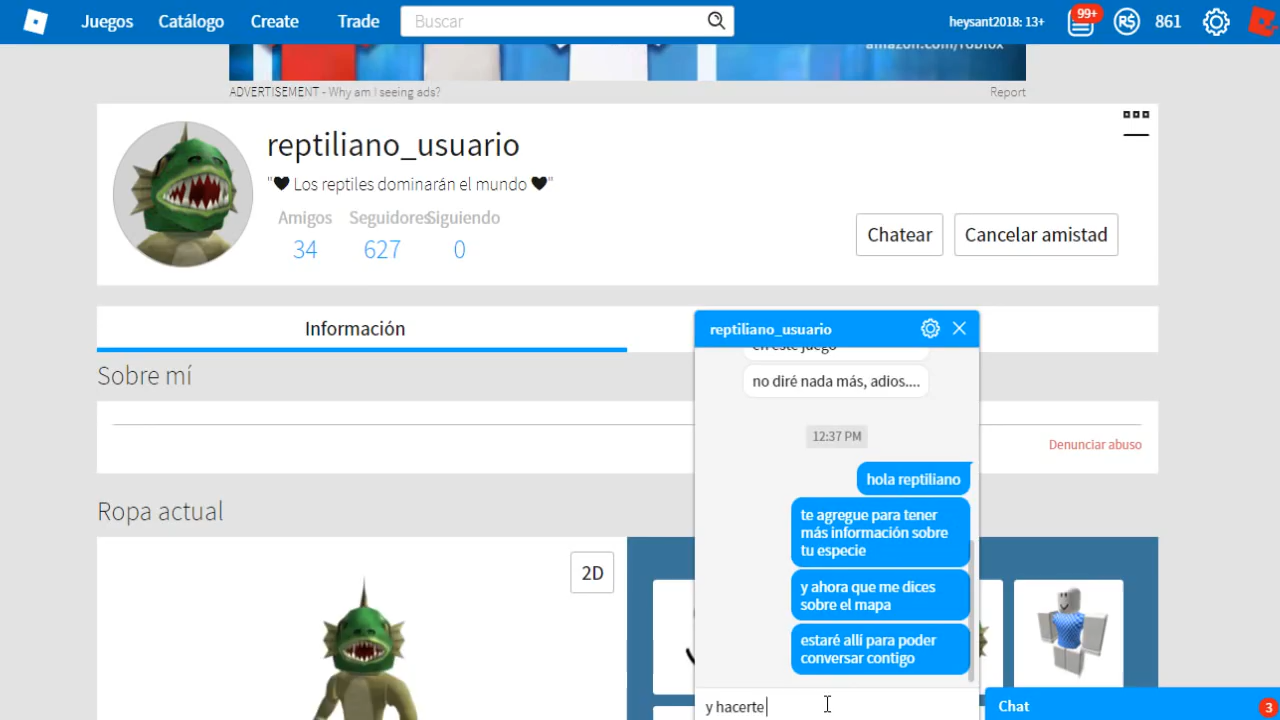 Juegos Catálogo Create Trade Buscar heysant2018: 13+ 99+ R$ 861
amazon.com/roblox
ADVERTISEMENT - Why am I seeing ads? Report
reptiliano_usuario
"🖤 Los reptiles dominarán el mundo 🖤"
Amigos Seguidores Siguiendo
34 627 0
Chatear Cancelar amistad
Información
reptiliano_usuario
Sobre mí
en este juego
no diré nada más, adios....
12:37 PM
Denunciar abuso
hola reptiliano
te agregue para tener
más información sobre
tu especie
Ropa actual
2D
y ahora que me dices
sobre el mapa
estaré allí para poder
conversar contigo
y hacerte
Chat 3